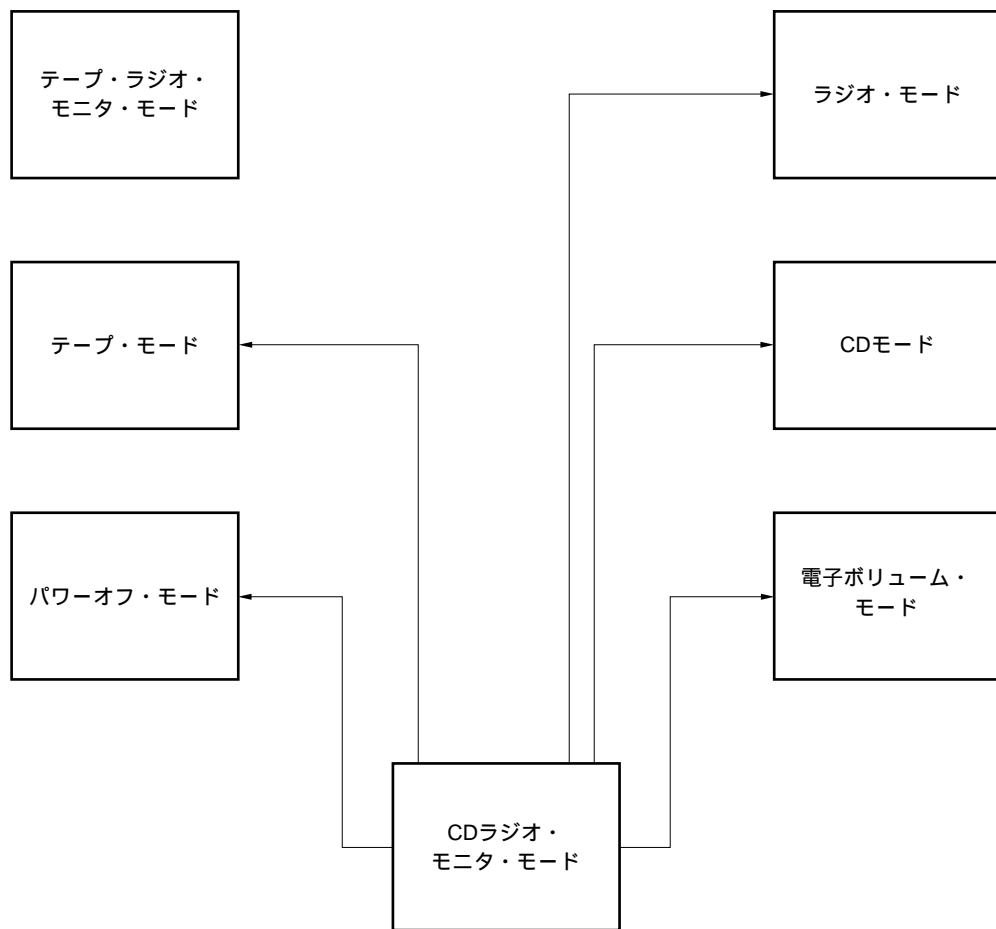 テープ・ラジオ・
モニタ・モード
ラジオ・モード
テープ・モード
CDモード
パワーオフ・モード
電子ボリューム・
モード
CDラジオ・
モニタ・モード